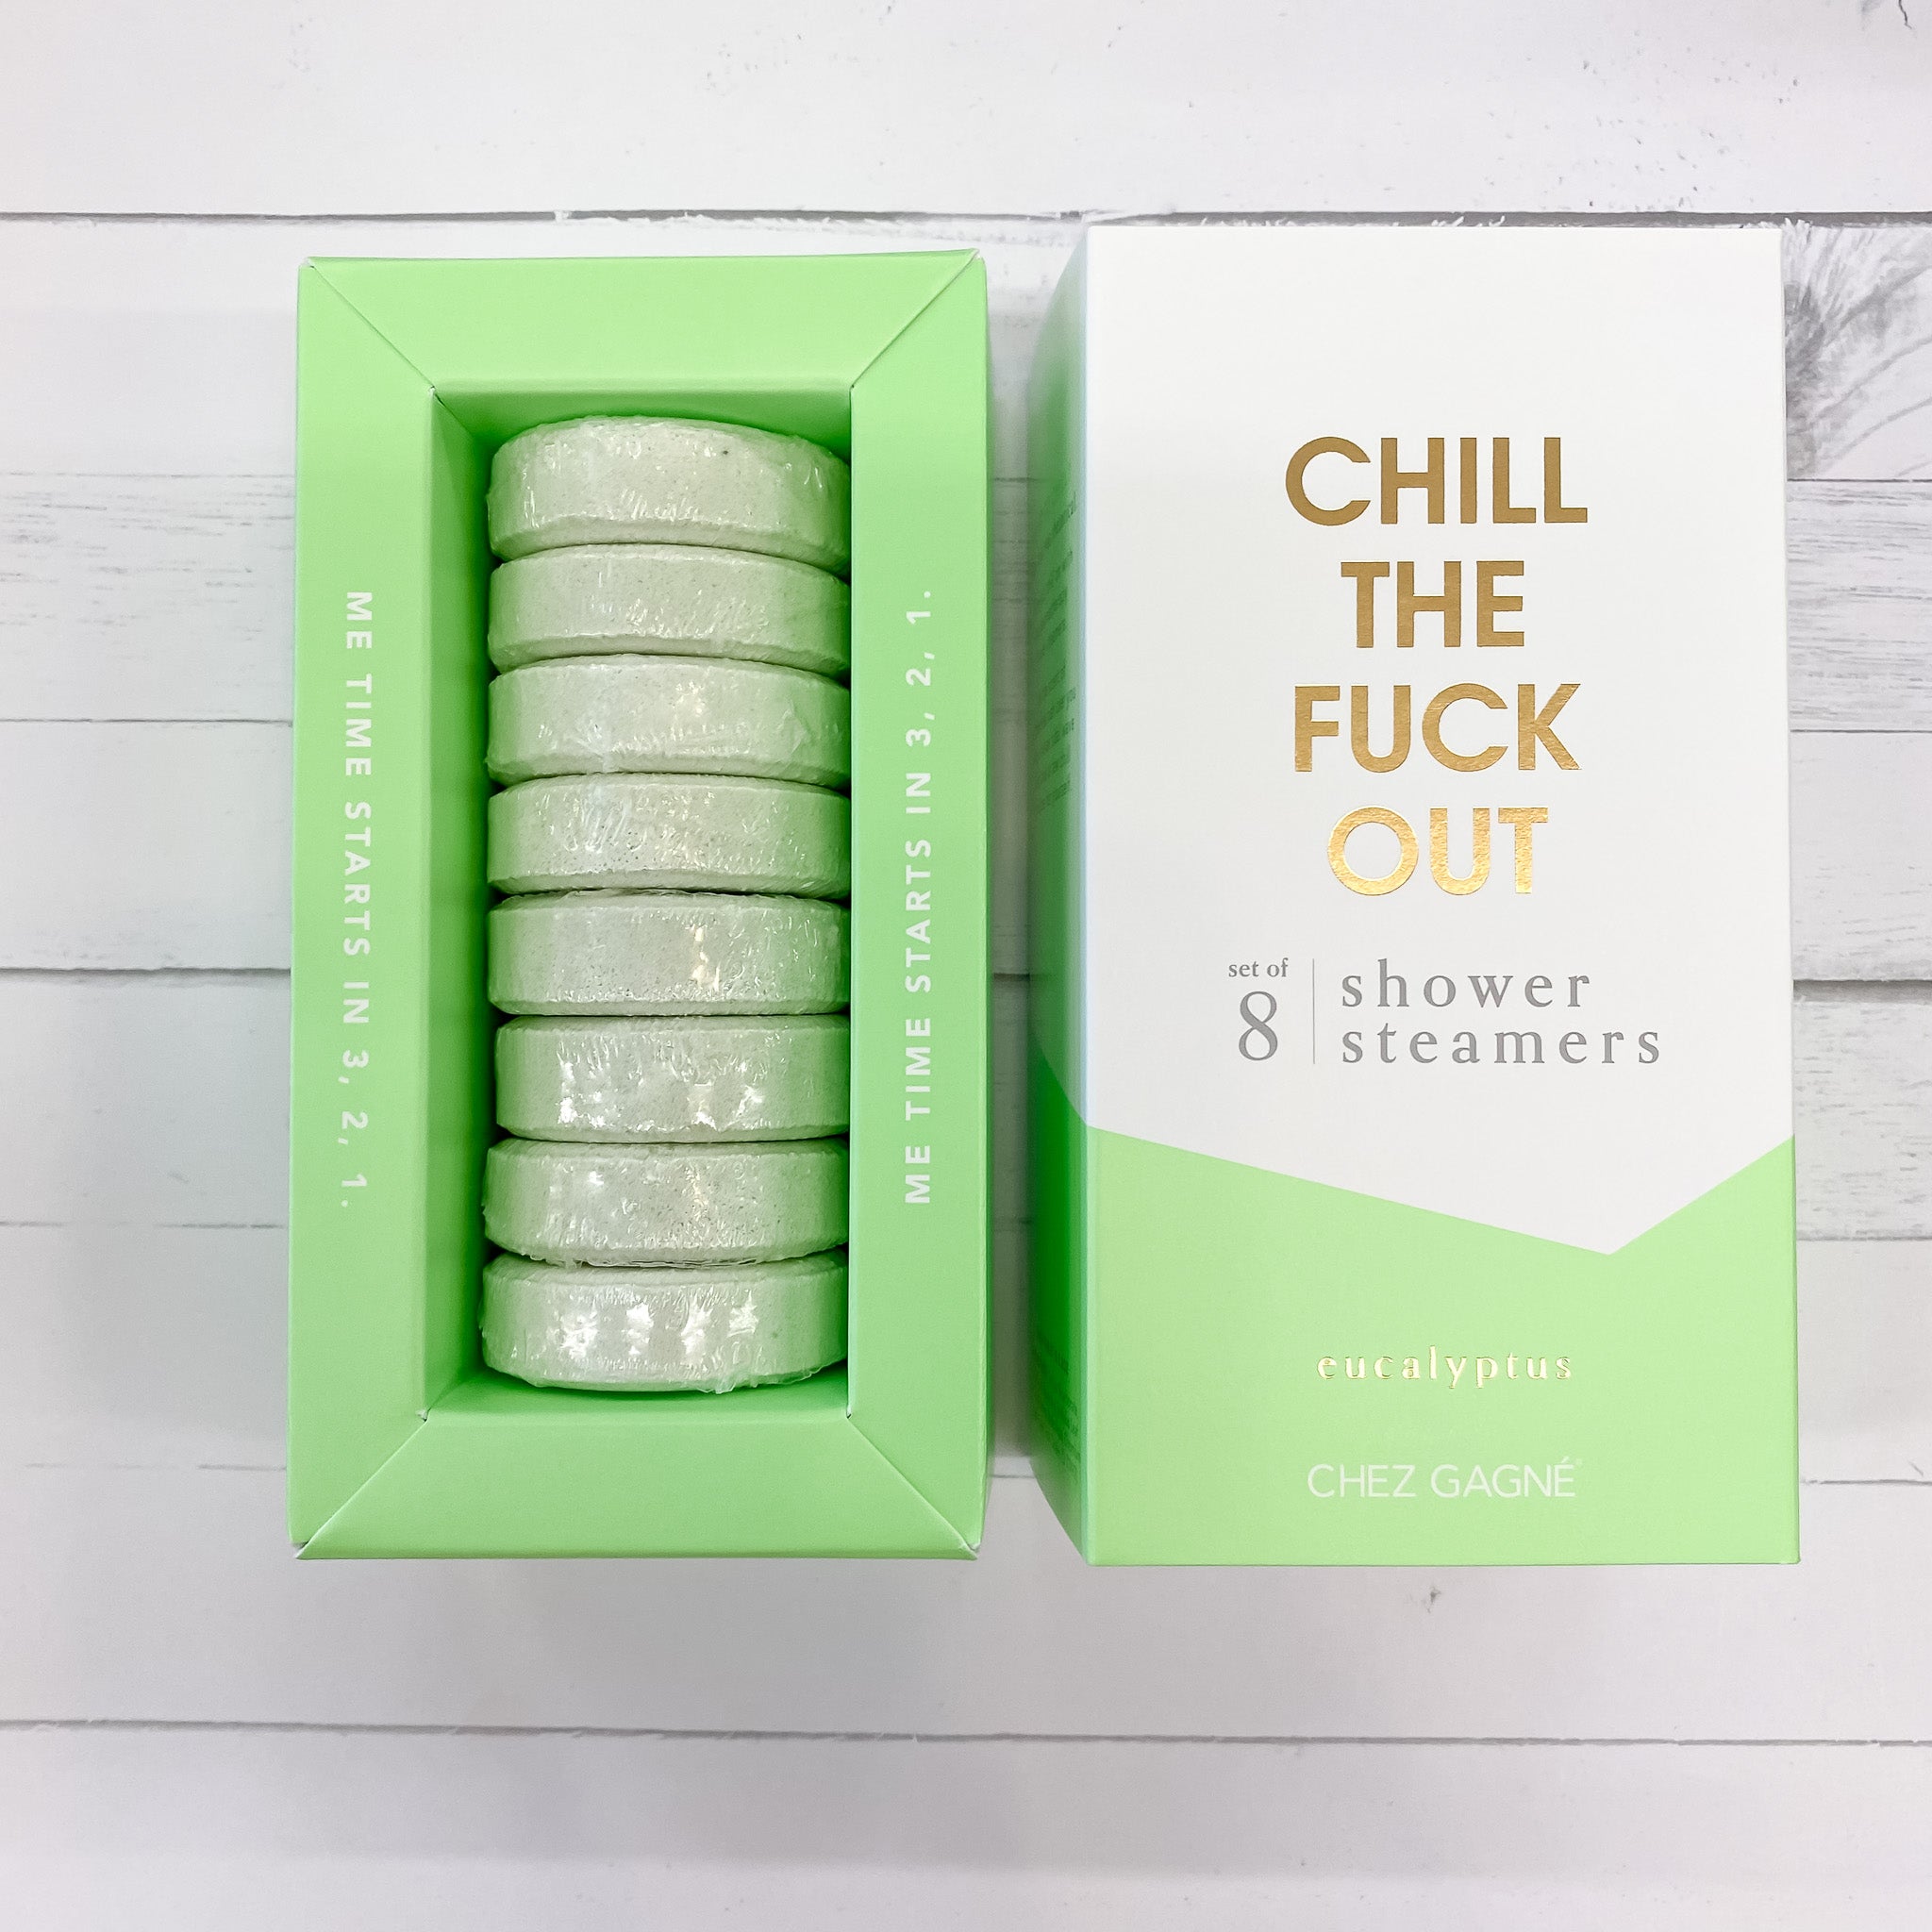 ME TIME STARTS IN 3, 2, 1.
ME TIME STARTS IN 3, 2, 1.
CHILL
THE
FUCK
OUT
set of
8
shower
steamers
eucalyptus
CHEZ GAGNÉ